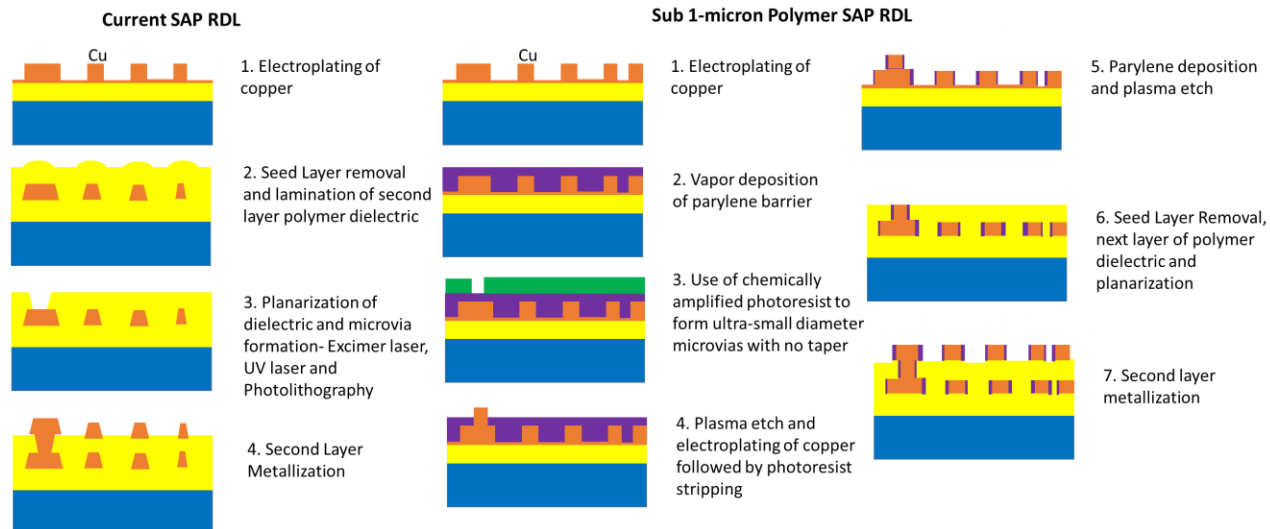 Current SAP RDL
Cu
1. Electroplating of
copper
2. Seed Layer removal
and lamination of second
layer polymer dielectric
3. Planarization of
dielectric and microvia
formation- Excimer laser,
UV laser and
Photolithography
4. Second Layer
Metallization
Sub 1-micron Polymer SAP RDL
Cu
1. Electroplating of
copper
2. Vapor deposition
of parylene barrier
3. Use of chemically
amplified photoresist to
form ultra-small diameter
microvias with no taper
4. Plasma etch and
electroplating of copper
followed by photoresist
stripping
5. Parylene deposition
and plasma etch
6. Seed Layer Removal,
next layer of polymer
dielectric and
planarization
7. Second layer
metallization